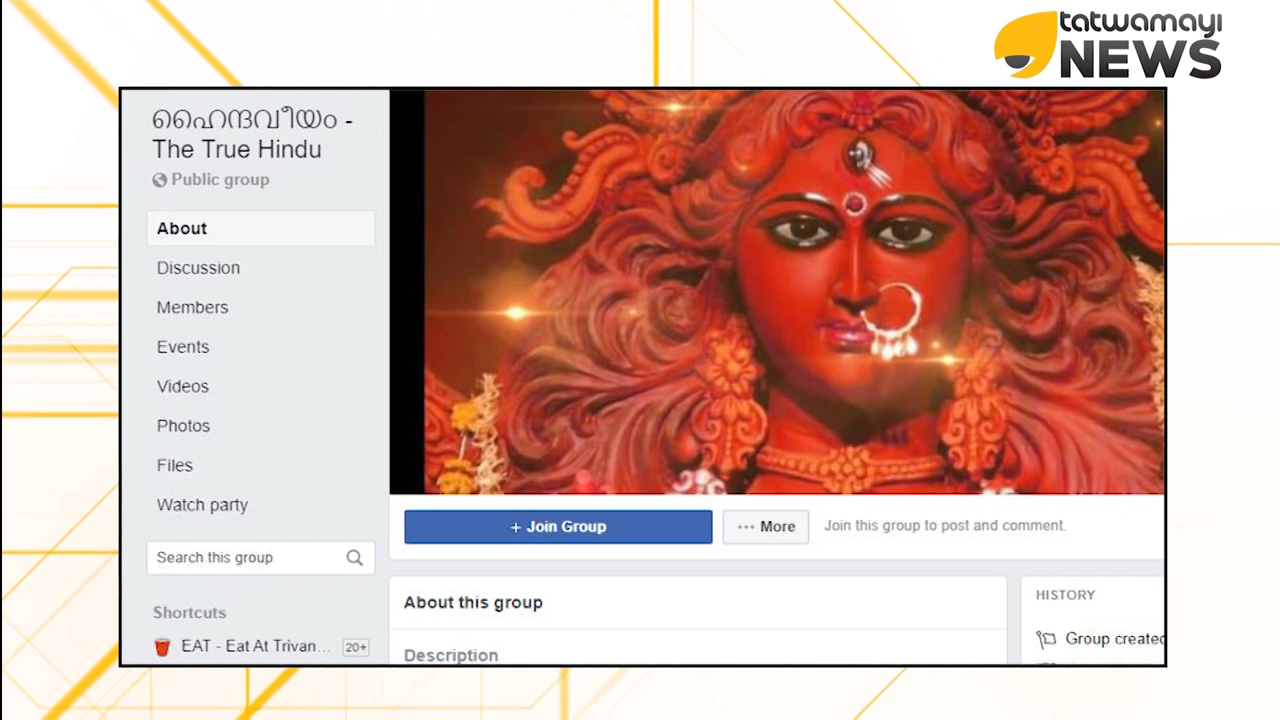 tatwamayi
NEWS
ഹൈന്ദവീയം -
The True Hindu
Public group
About
Discussion
Members
Events
Videos
Photos
Files
Watch party
Search this group
Shortcuts
EAT - Eat At Trivan... 20+
+ Join Group
... More
Join this group to post and comment.
About this group
Description
HISTORY
Group created